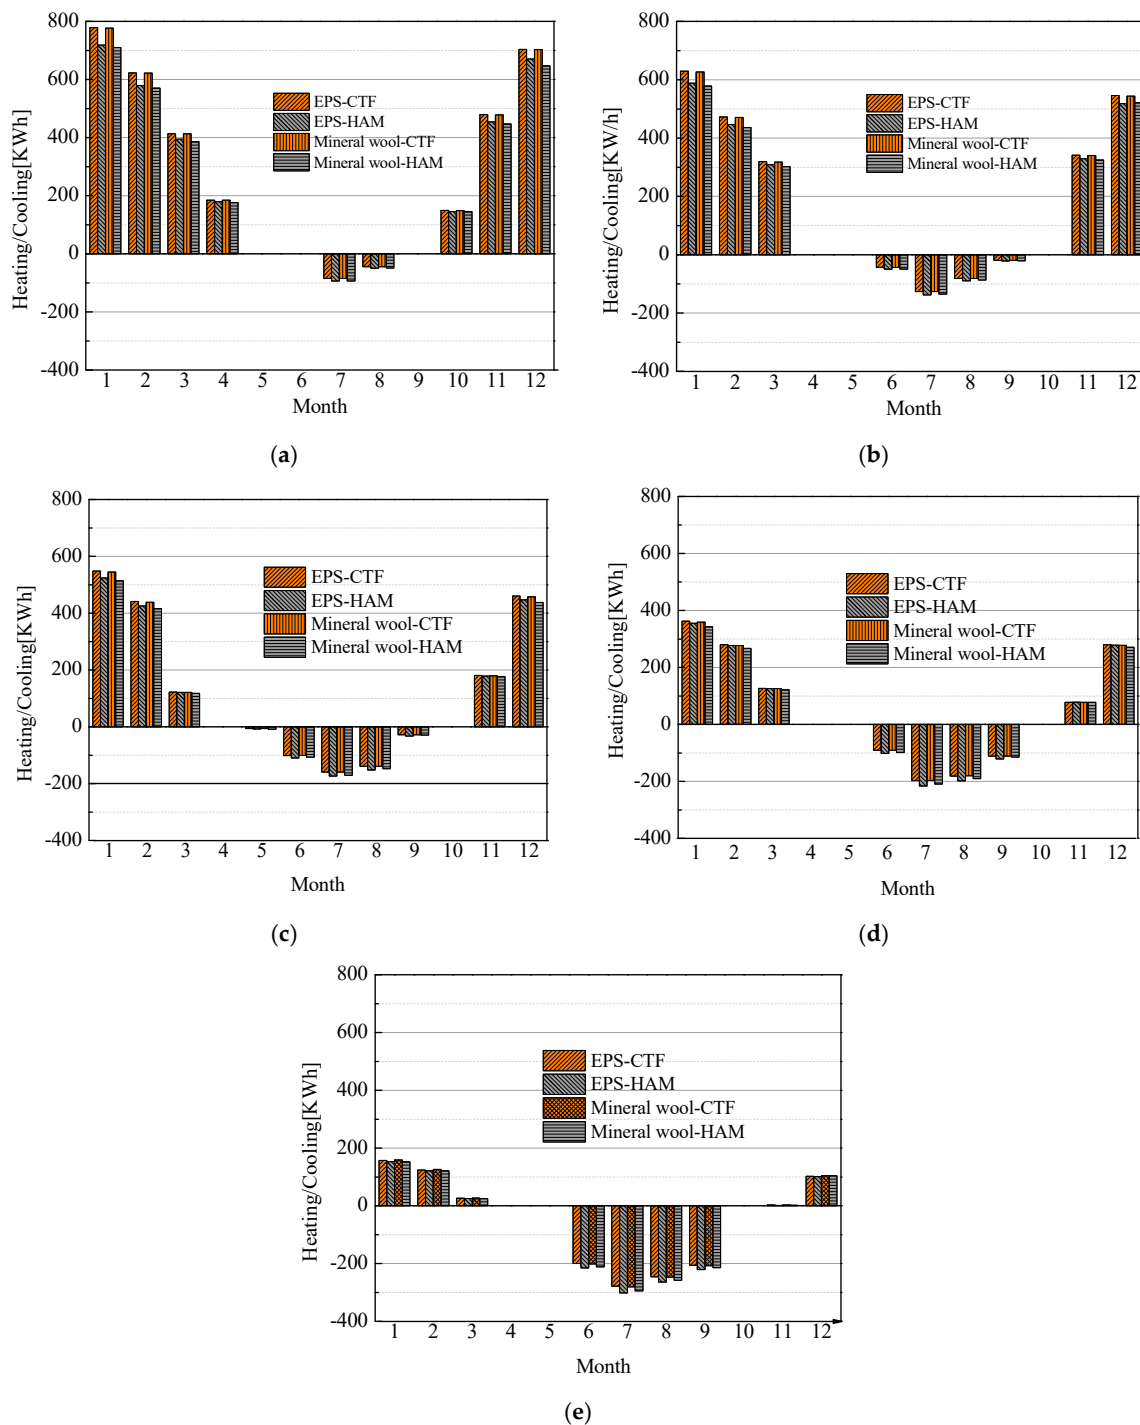 Heating/Cooling[KWh]
800
600
400
200
0
-200
-400
EPS-CTF
EPS-HAM
Mineral wool-CTF
Mineral wool-HAM
1 2 3 4 5 6 7 8 9 10 11 12
Month
(a)
Heating/Cooling[KW/h]
800
600
400
200
0
-200
-400
EPS-CTF
EPS-HAM
Mineral wool-CTF
Mineral wool-HAM
1 2 3 4 5 6 7 8 9 10 11 12
Month
(b)
Heating/Cooling[KWh]
800
600
400
200
0
-200
-400
EPS-CTF
EPS-HAM
Mineral wool-CTF
Mineral wool-HAM
1 2 3 4 5 6 7 8 9 10 11 12
Month
(c)
Heating/Cooling[KWh]
800
600
400
200
0
-200
-400
EPS-CTF
EPS-HAM
Mineral wool-CTF
Mineral wool-HAM
1 2 3 4 5 6 7 8 9 10 11 12
Month
(d)
Heating/Cooling[KWh]
800
600
400
200
0
-200
-400
EPS-CTF
EPS-HAM
Mineral wool-CTF
Mineral wool-HAM
1 2 3 4 5 6 7 8 9 10 11 12
Month
(e)